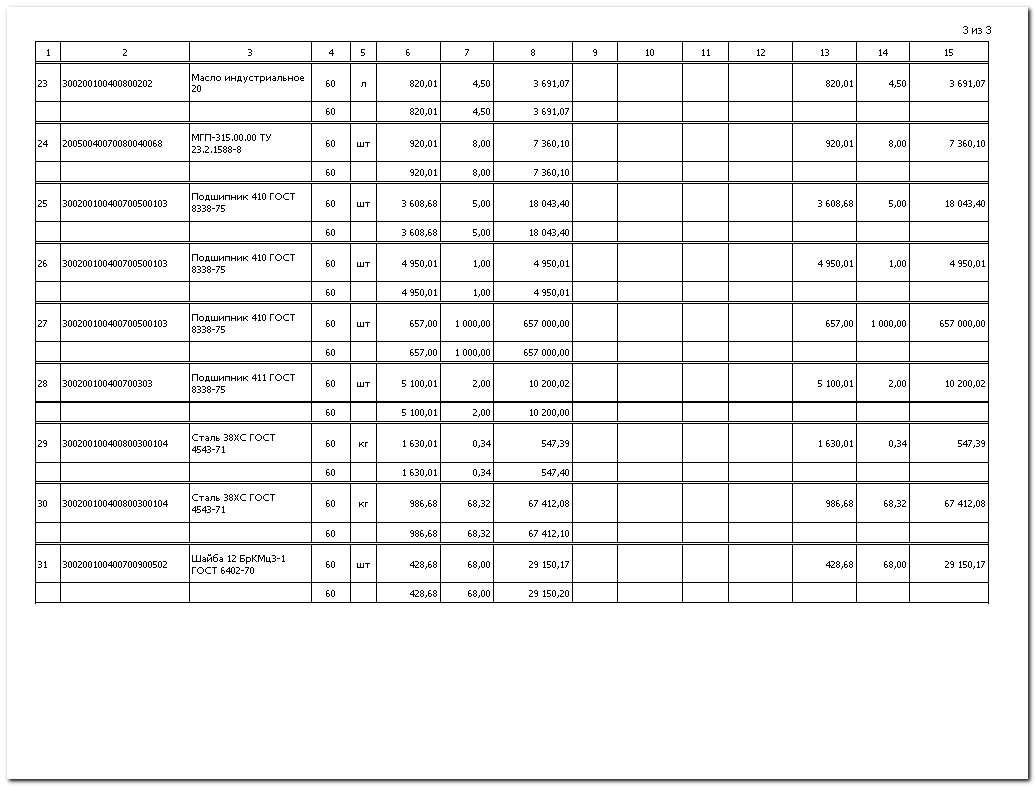 3 из 3
1 2 3 4 5 6 7 8 9 10 11 12 13 14 15
23 300200100400800202 Масло индустриальное 60 л 820,01 4,50 3 691,07 820,01 4,50 3 691,07
20
60 820,01 4,50 3 691,07
24 20050040070080040068 МГП-315.00.00 ТУ 60 шт 920,01 8,00 7 360,10 920,01 8,00 7 360,10
23.2.1588-8
60 920,01 8,00 7 360,10
25 300200100400700500103 Подшипник 410 ГОСТ 60 шт 3 608,68 5,00 18 043,40 3 608,68 5,00 18 043,40
8338-75
60 3 608,68 5,00 18 043,40
26 300200100400700500103 Подшипник 410 ГОСТ 60 шт 4 950,01 1,00 4 950,01 4 950,01 1,00 4 950,01
8338-75
60 4 950,01 1,00 4 950,01
27 300200100400700500103 Подшипник 410 ГОСТ 60 шт 657,00 1 000,00 657 000,00 657,00 1 000,00 657 000,00
8338-75
60 657,00 1 000,00 657 000,00
28 300200100400700303 Подшипник 411 ГОСТ 60 шт 5 100,01 2,00 10 200,02 5 100,01 2,00 10 200,02
8338-75
60 5 100,01 2,00 10 200,00
29 300200100400800300104 Сталь 38ХС ГОСТ 60 кг 1 630,01 0,34 547,39 1 630,01 0,34 547,39
4543-71
60 1 630,01 0,34 547,40
30 300200100400800300104 Сталь 38ХС ГОСТ 60 кг 986,68 68,32 67 412,08 986,68 68,32 67 412,08
4543-71
60 986,68 68,32 67 412,10
31 300200100400700900502 Шайба 12 БрКМц3-1 60 шт 428,68 68,00 29 150,17 428,68 68,00 29 150,17
ГОСТ 6402-70
60 428,68 68,00 29 150,20